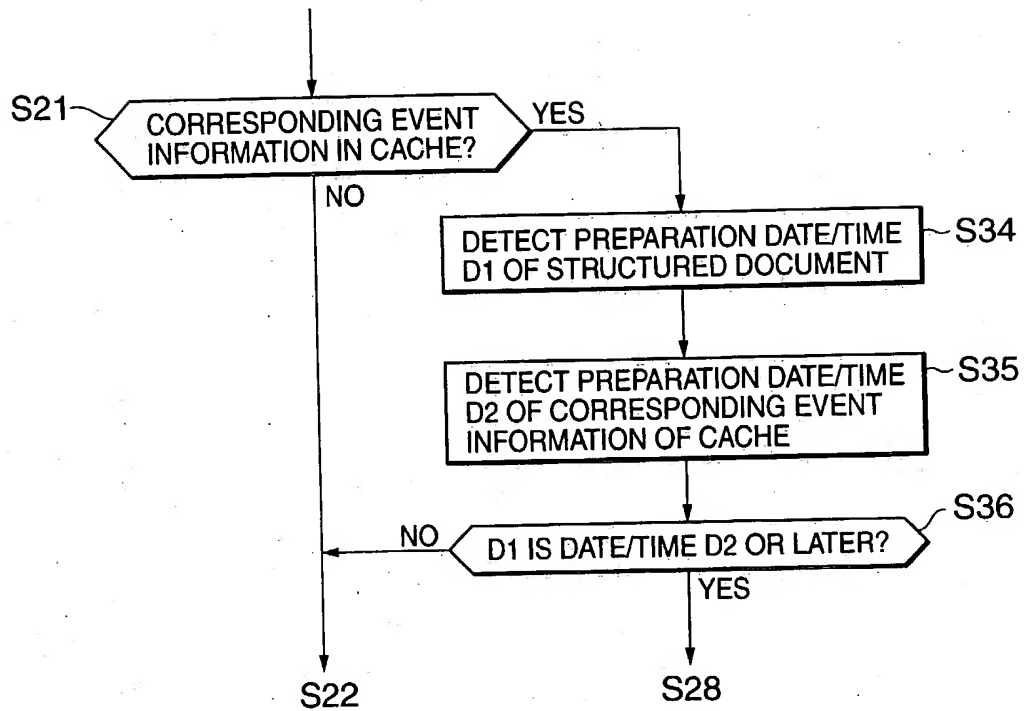 S21
CORRESPONDING EVENT
INFORMATION IN CACHE?
YES
NO
DETECT PREPARATION DATE/TIME
D1 OF STRUCTURED DOCUMENT
S34
DETECT PREPARATION DATE/TIME
D2 OF CORRESPONDING EVENT
INFORMATION OF CACHE
S35
D1 IS DATE/TIME D2 OR LATER?
S36
NO
YES
S22
S28